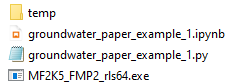 temp
groundwater_paper_example_1.ipynb
groundwater_paper_example_1.py
MF2K5_FMP2_rls64.exe